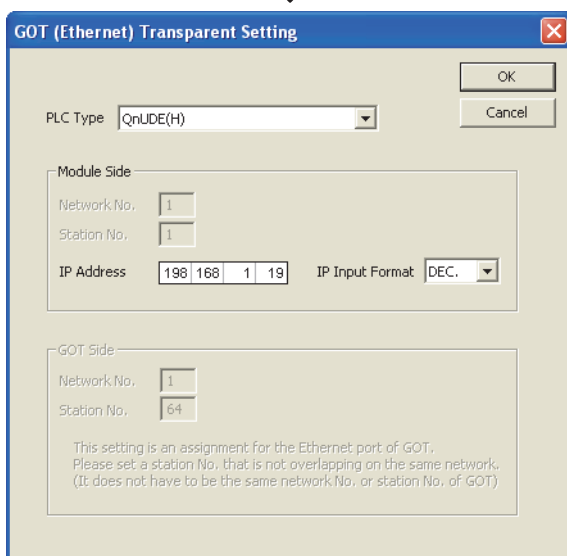 GOT (Ethernet) Transparent Setting
OK
PLC Type QnUDE(H)
Cancel
Module Side
Network No. 1
Station No. 1
IP Address 198 168 1 19 IP Input Format DEC.
GOT Side
Network No. 1
Station No. 64
This setting is an assignment for the Ethernet port of GOT.
Please set a station No. that is not overlapping on the same network.
(It does not have to be the same network No. or station No. of GOT)